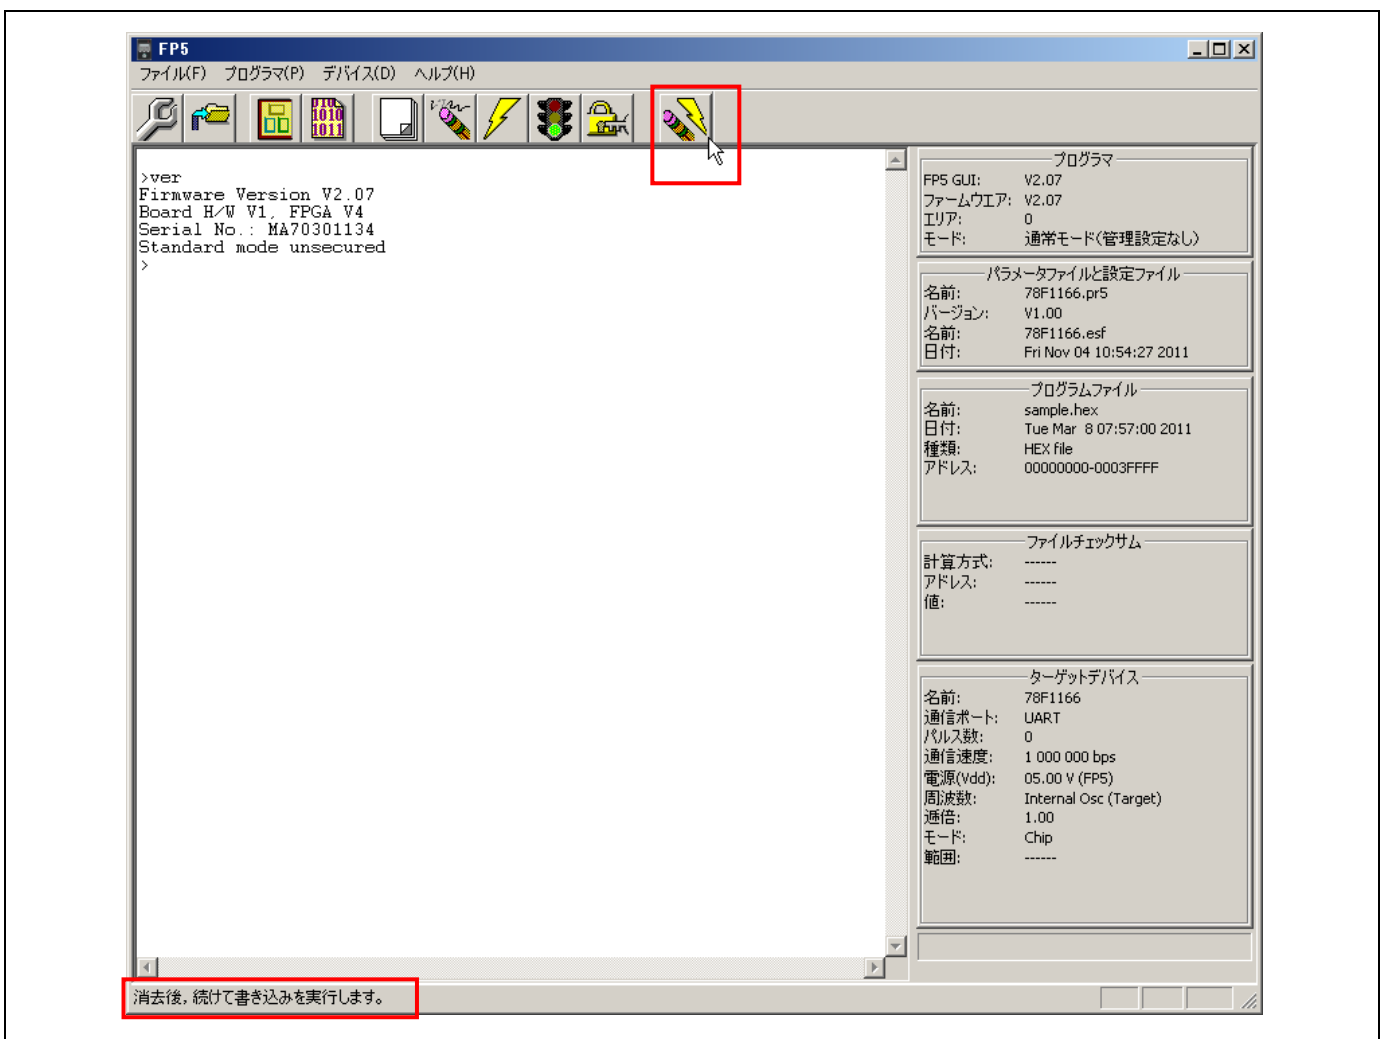 FP5
ファイル(F) プログラマ(P) デバイス(D) ヘルプ(H)
010
1010
1011
>ver
Firmware Version V2.07
Board H/W V1, FPGA V4
Serial No.: MA70301134
Standard mode unsecured
>
プログラマ
FP5 GUI: V2.07
ファームウエア: V2.07
エリア: 0
モード: 通常モード(管理設定なし)
パラメータファイルと設定ファイル
名前: 78F1166.pr5
バージョン: V1.00
名前: 78F1166.esf
日付: Fri Nov 04 10:54:27 2011
プログラムファイル
名前: sample.hex
日付: Tue Mar 8 07:57:00 2011
種類: HEX file
アドレス: 00000000-0003FFFF
ファイルチェックサム
計算方式: ------
アドレス: ------
値: ------
ターゲットデバイス
名前: 78F1166
通信ポート: UART
パルス数: 0
通信速度: 1 000 000 bps
電源(Vdd): 05.00 V (FP5)
周波数: Internal Osc (Target)
逓倍: 1.00
モード: Chip
範囲: ------
消去後, 続けて書き込みを実行します。